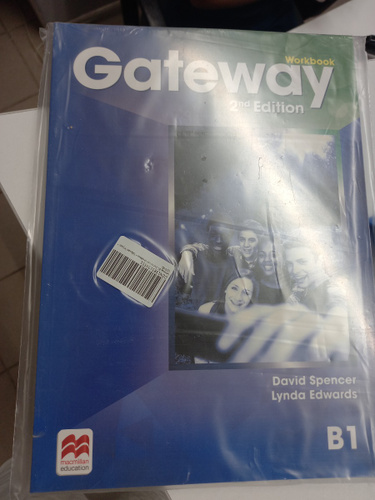 Workbook
Gateway
2nd Edition
David Spencer
Lynda Edwards
macmillan
education
B1